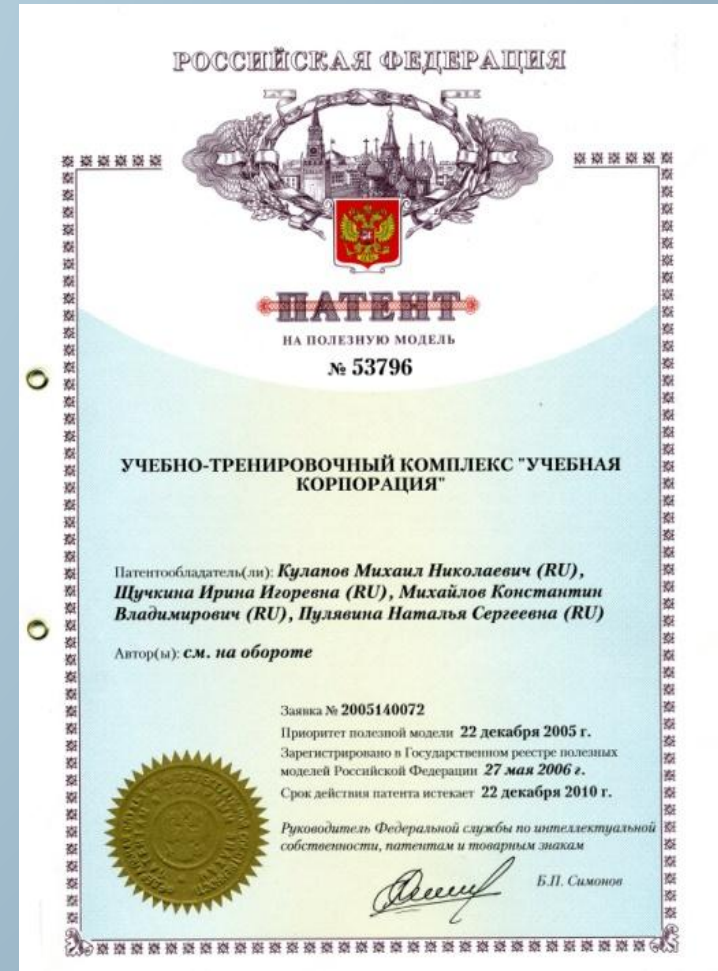 РОССИЙСКАЯ ФЕДЕРАЦИЯ
ПАТЕНТ
НА ПОЛЕЗНУЮ МОДЕЛЬ
№ 53796
УЧЕБНО-ТРЕНИРОВОЧНЫЙ КОМПЛЕКС "УЧЕБНАЯ
КОРПОРАЦИЯ"
Патентообладатель(ли): Кулапов Михаил Николаевич (RU),
Щучкина Ирина Игоревна (RU), Михайлов Константин
Владимирович (RU), Пулявина Наталья Сергеевна (RU)
Автор(ы): см. на обороте
Заявка № 2005140072
Приоритет полезной модели 22 декабря 2005 г.
Зарегистрировано в Государственном реестре полезных
моделей Российской Федерации 27 мая 2006 г.
Срок действия патента истекает 22 декабря 2010 г.
Руководитель Федеральной службы по интеллектуальной
собственности, патентам и товарным знакам
Б.П. Симонов